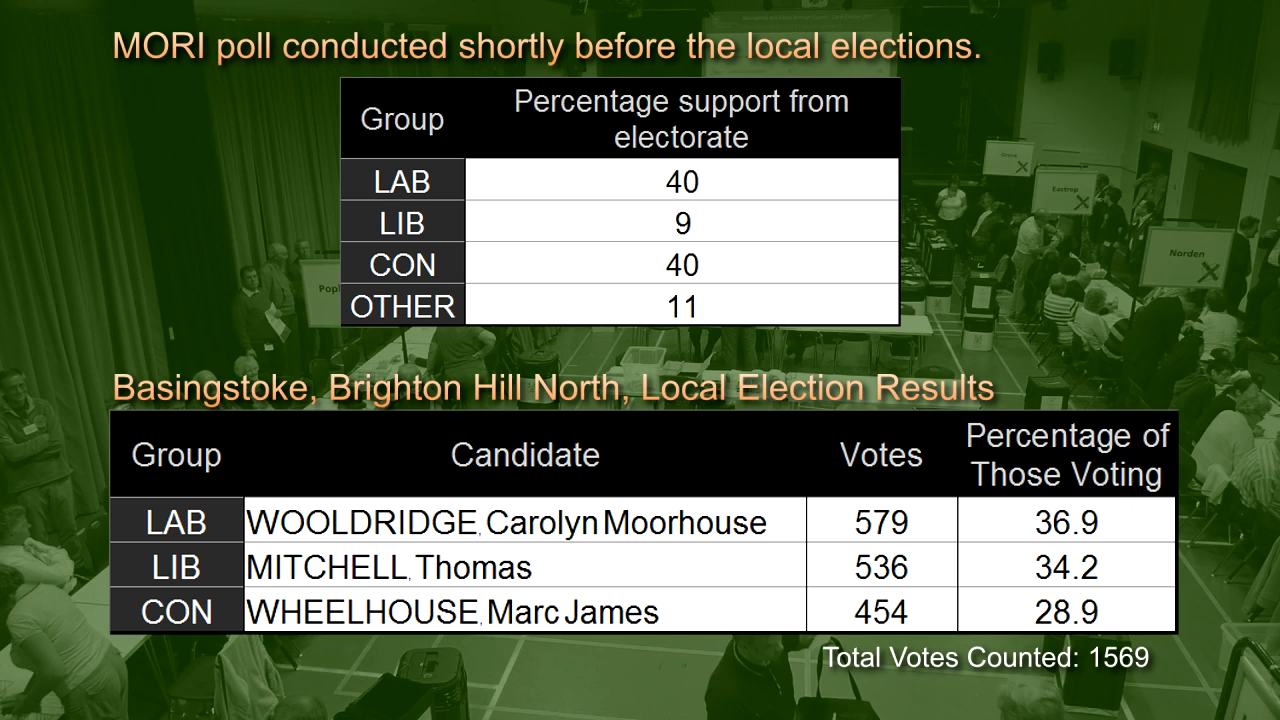 MORI poll conducted shortly before the local elections.
Group Percentage support from electorate
LAB 40
LIB 9
CON 40
OTHER 11
Basingstoke, Brighton Hill North, Local Election Results
Group Candidate Votes Percentage of Those Voting
LAB WOOLDRIDGE, Carolyn Moorhouse 579 36.9
LIB MITCHELL, Thomas 536 34.2
CON WHEELHOUSE, Marc James 454 28.9
Total Votes Counted: 1569
Eastrop
Norden